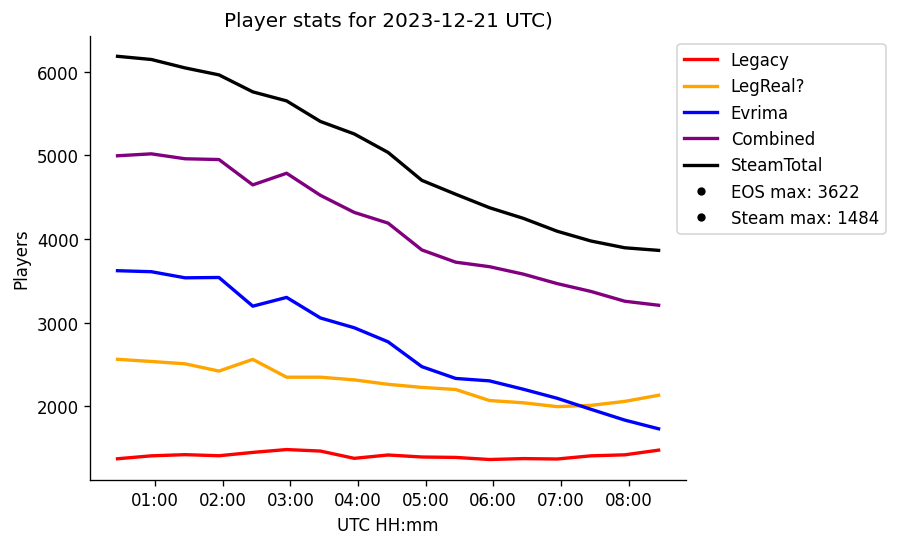 Player stats for 2023-12-21 UTC)
Players
6000
5000
4000
3000
2000
01:00 02:00 03:00 04:00 05:00 06:00 07:00 08:00
UTC HH:mm
Legacy
LegReal?
Evrima
Combined
SteamTotal
EOS max: 3622
Steam max: 1484